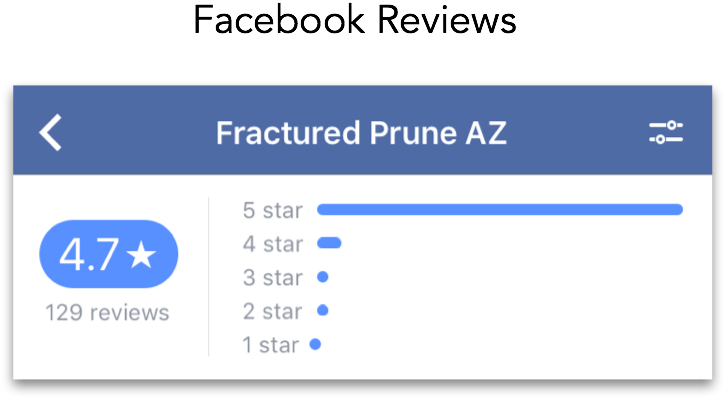 Facebook Reviews
Fractured Prune AZ
4.7★
129 reviews
5 star
4 star
3 star
2 star
1 star